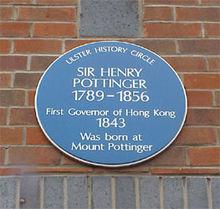 ULSTER HISTORY CIRCLE
SIR HENRY
POTTINGER
1789-1856
First Governor of Hong Kong
1843
Was born at
Mount Pottinger